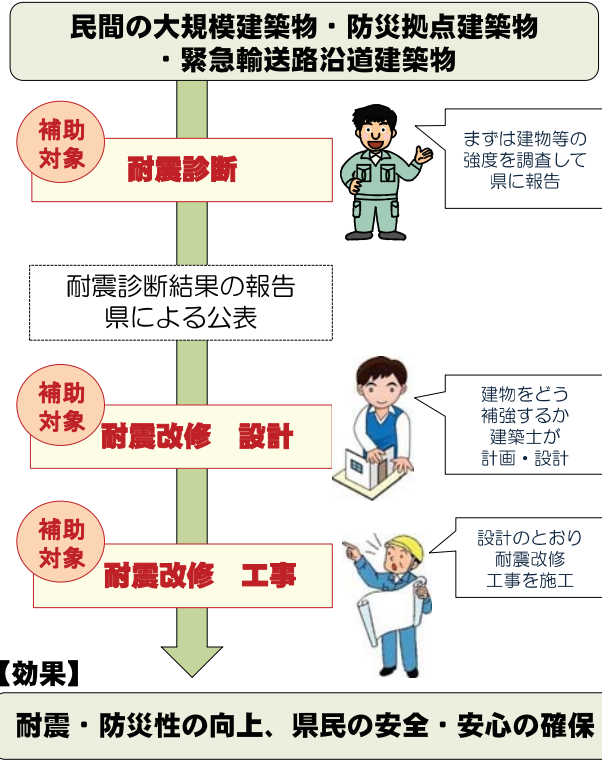 民間の大規模建築物・防災拠点建築物
・緊急輸送路沿道建築物
補助
対象
耐震診断
まずは建物等の
強度を調査して
県に報告
耐震診断結果の報告
県による公表
補助
対象
耐震改修　設計
建物をどう
補強するか
建築士が
計画・設計
補助
対象
耐震改修　工事
設計のとおり
耐震改修
工事を施工
【効果】
耐震・防災性の向上、県民の安全・安心の確保